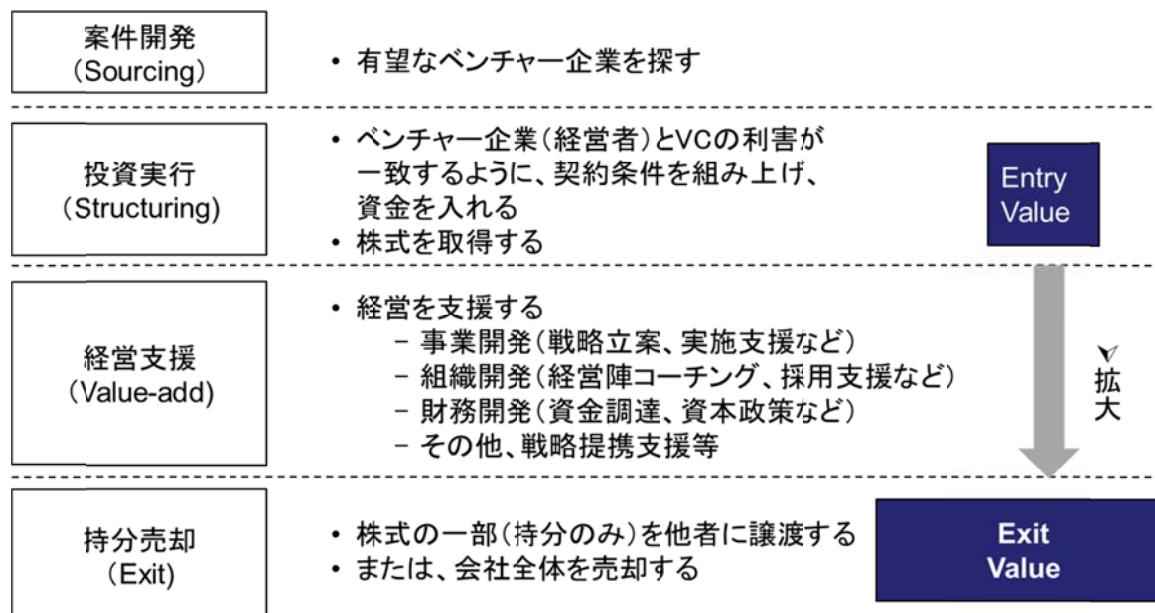 案件開発
（Sourcing）
• 有望なベンチャー企業を探す
投資実行
（Structuring)
• ベンチャー企業（経営者）とVCの利害が
一致するように、契約条件を組み上げ、
資金を入れる
• 株式を取得する
Entry
Value
経営支援
（Value-add)
• 経営を支援する
− 事業開発（戦略立案、実施支援など）
− 組織開発（経営陣コーチング、採用支援など）
− 財務開発（資金調達、資本政策など）
− その他、戦略提携支援等
拡大
持分売却
（Exit)
• 株式の一部（持分のみ）を他者に譲渡する
• または、会社全体を売却する
Exit
Value